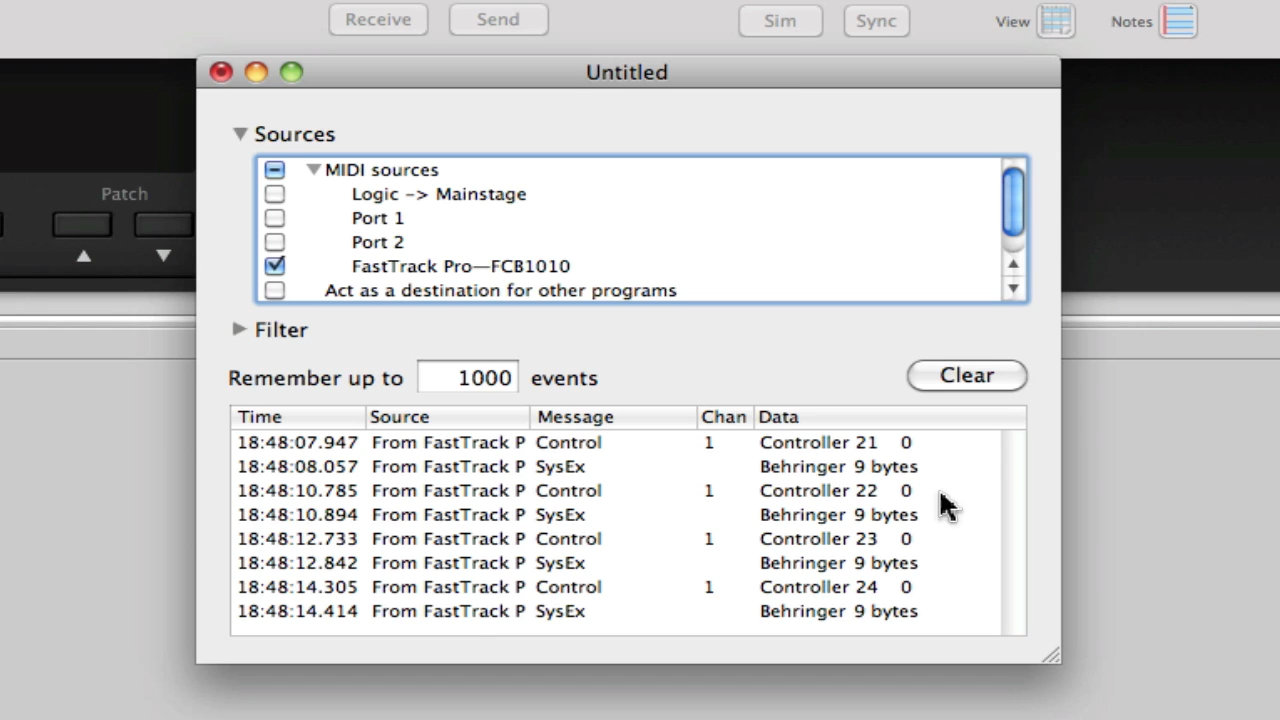 Receive Send Sim Sync View Notes
Untitled
Sources
MIDI sources
Logic -> Mainstage
Port 1
Port 2
FastTrack Pro—FCB1010
Act as a destination for other programs
Patch
Filter
Remember up to 1000 events Clear
Time Source Message Chan Data
18:48:07.947 From FastTrack P Control 1 Controller 21 0
18:48:08.057 From FastTrack P SysEx Behringer 9 bytes
18:48:10.785 From FastTrack P Control 1 Controller 22 0
18:48:10.894 From FastTrack P SysEx Behringer 9 bytes
18:48:12.733 From FastTrack P Control 1 Controller 23 0
18:48:12.842 From FastTrack P SysEx Behringer 9 bytes
18:48:14.305 From FastTrack P Control 1 Controller 24 0
18:48:14.414 From FastTrack P SysEx Behringer 9 bytes